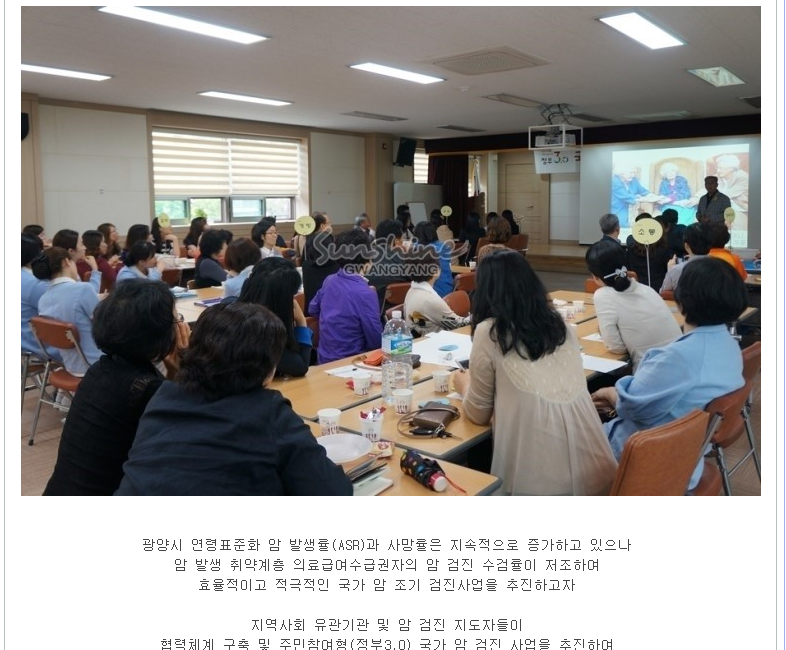 정부3.0
소통
Sunshine
GWANGYANG
광양시 연령표준화 암 발생률(ASR)과 사망률은 지속적으로 증가하고 있으나
암 발생 취약계층 의료급여수급권자의 암 검진 수검률이 저조하여
효율적이고 적극적인 국가 암 조기 검진사업을 추진하고자
지역사회 유관기관 및 암 검진 지도자들이
협력체계 구축 및 주민참여형(정부3.0) 국가 암 검진 사업을 추진하여